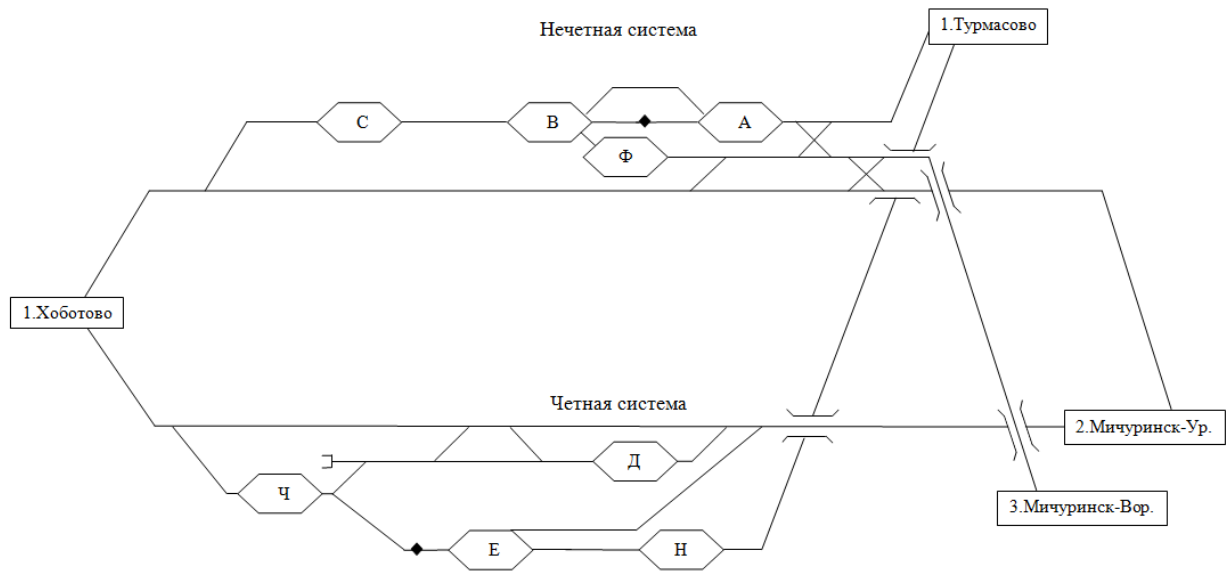 1.Турмасово
Нечетная система
С
В
А
Ф
1.Хоботово
Четная система
2.Мичуринск-Ур.
Д
Ч
3.Мичуринск-Вор.
Е
Н